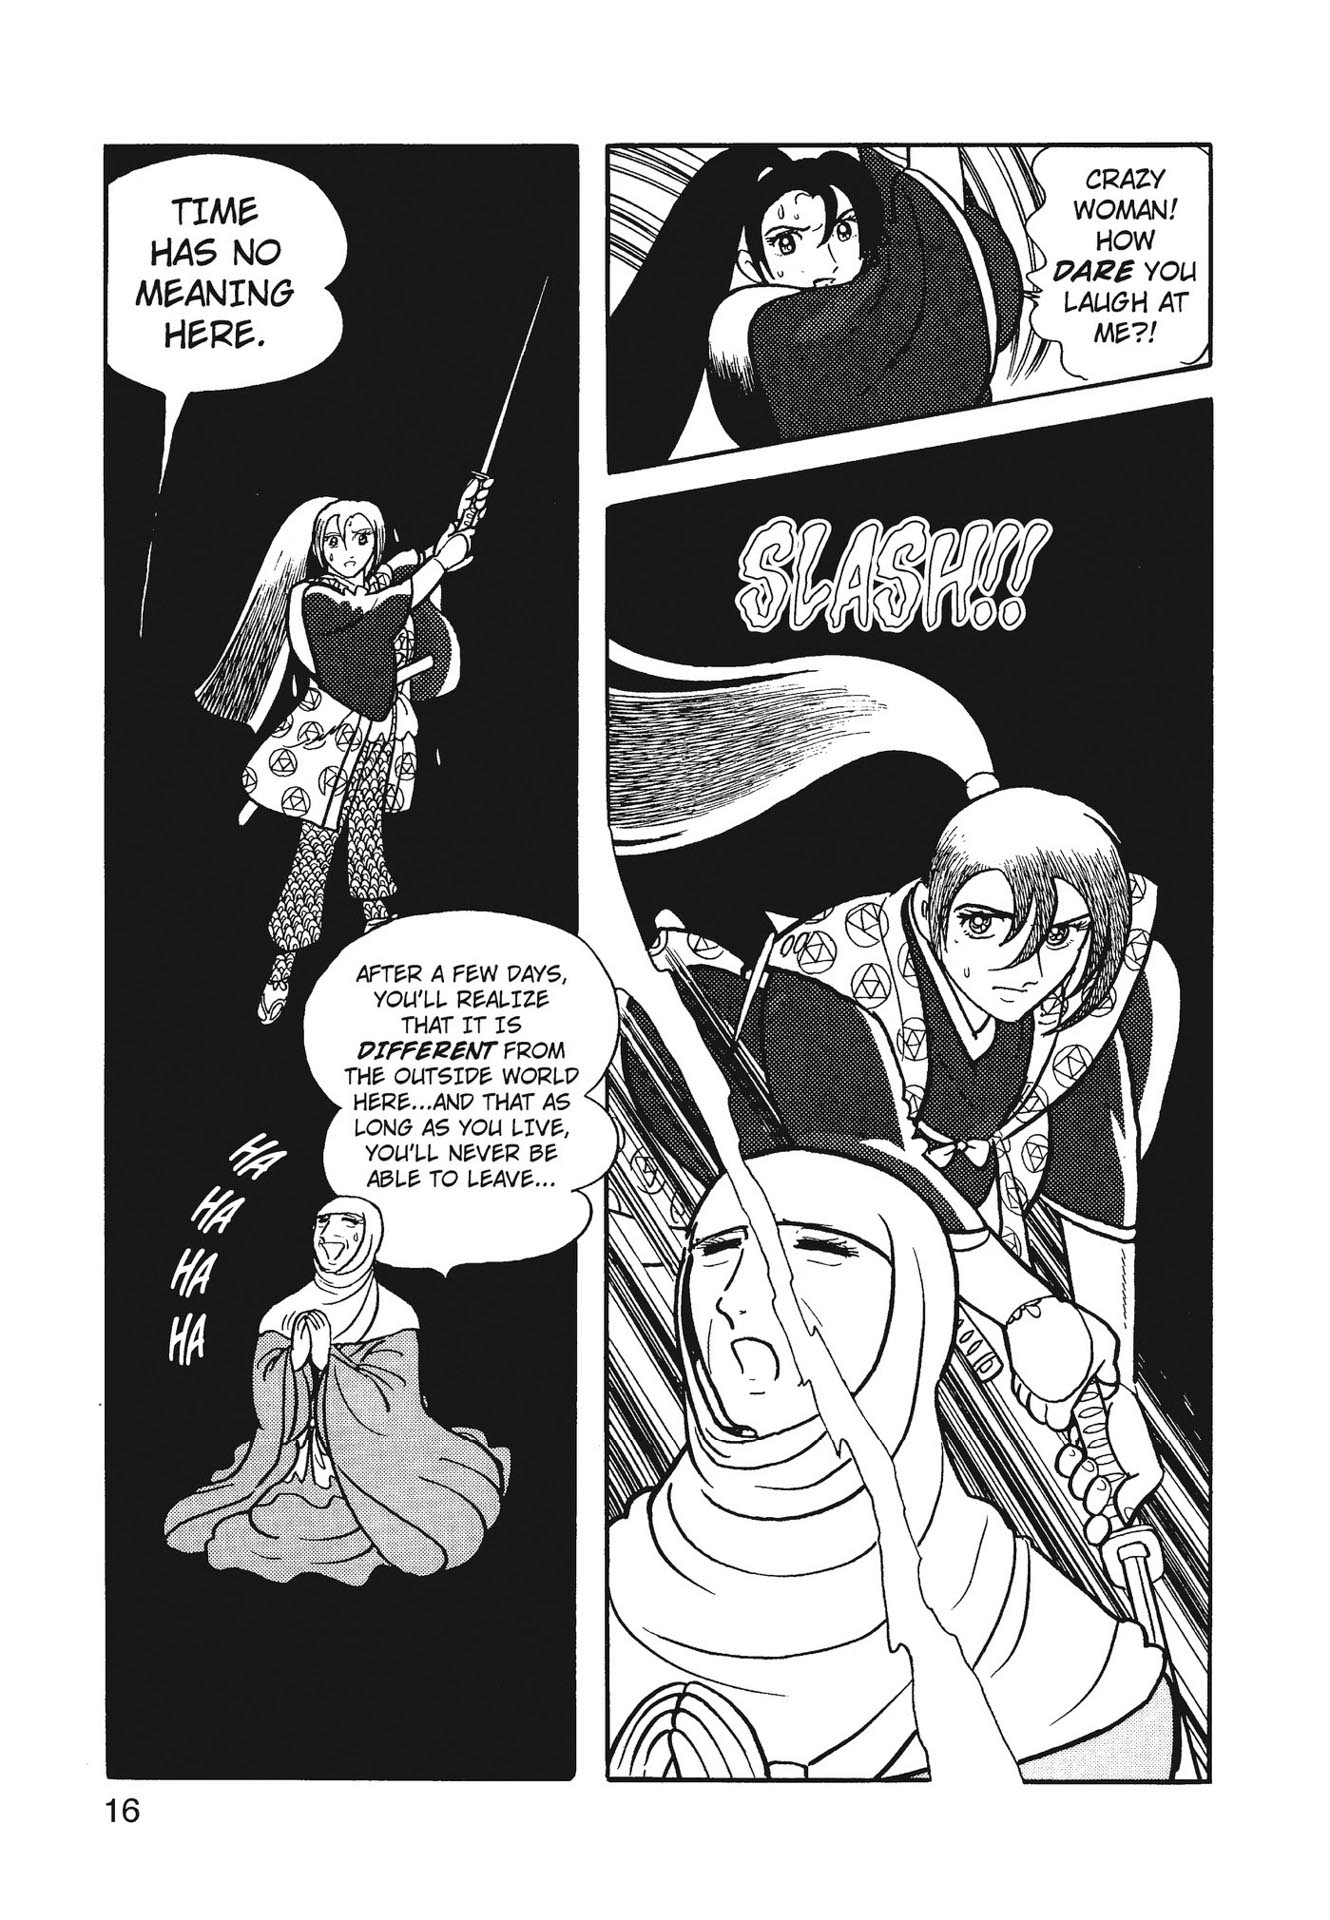 TIME
HAS NO
MEANING
HERE.
AFTER A FEW DAYS,
YOU'LL REALIZE
THAT IT IS
DIFFERENT FROM
THE OUTSIDE WORLD
HERE...AND THAT AS
LONG AS YOU LIVE,
YOU'LL NEVER BE
ABLE TO LEAVE...
HA
HA
HA
HA
CRAZY
WOMAN!
HOW
DARE YOU
LAUGH AT
ME?!
SLASH!!
16